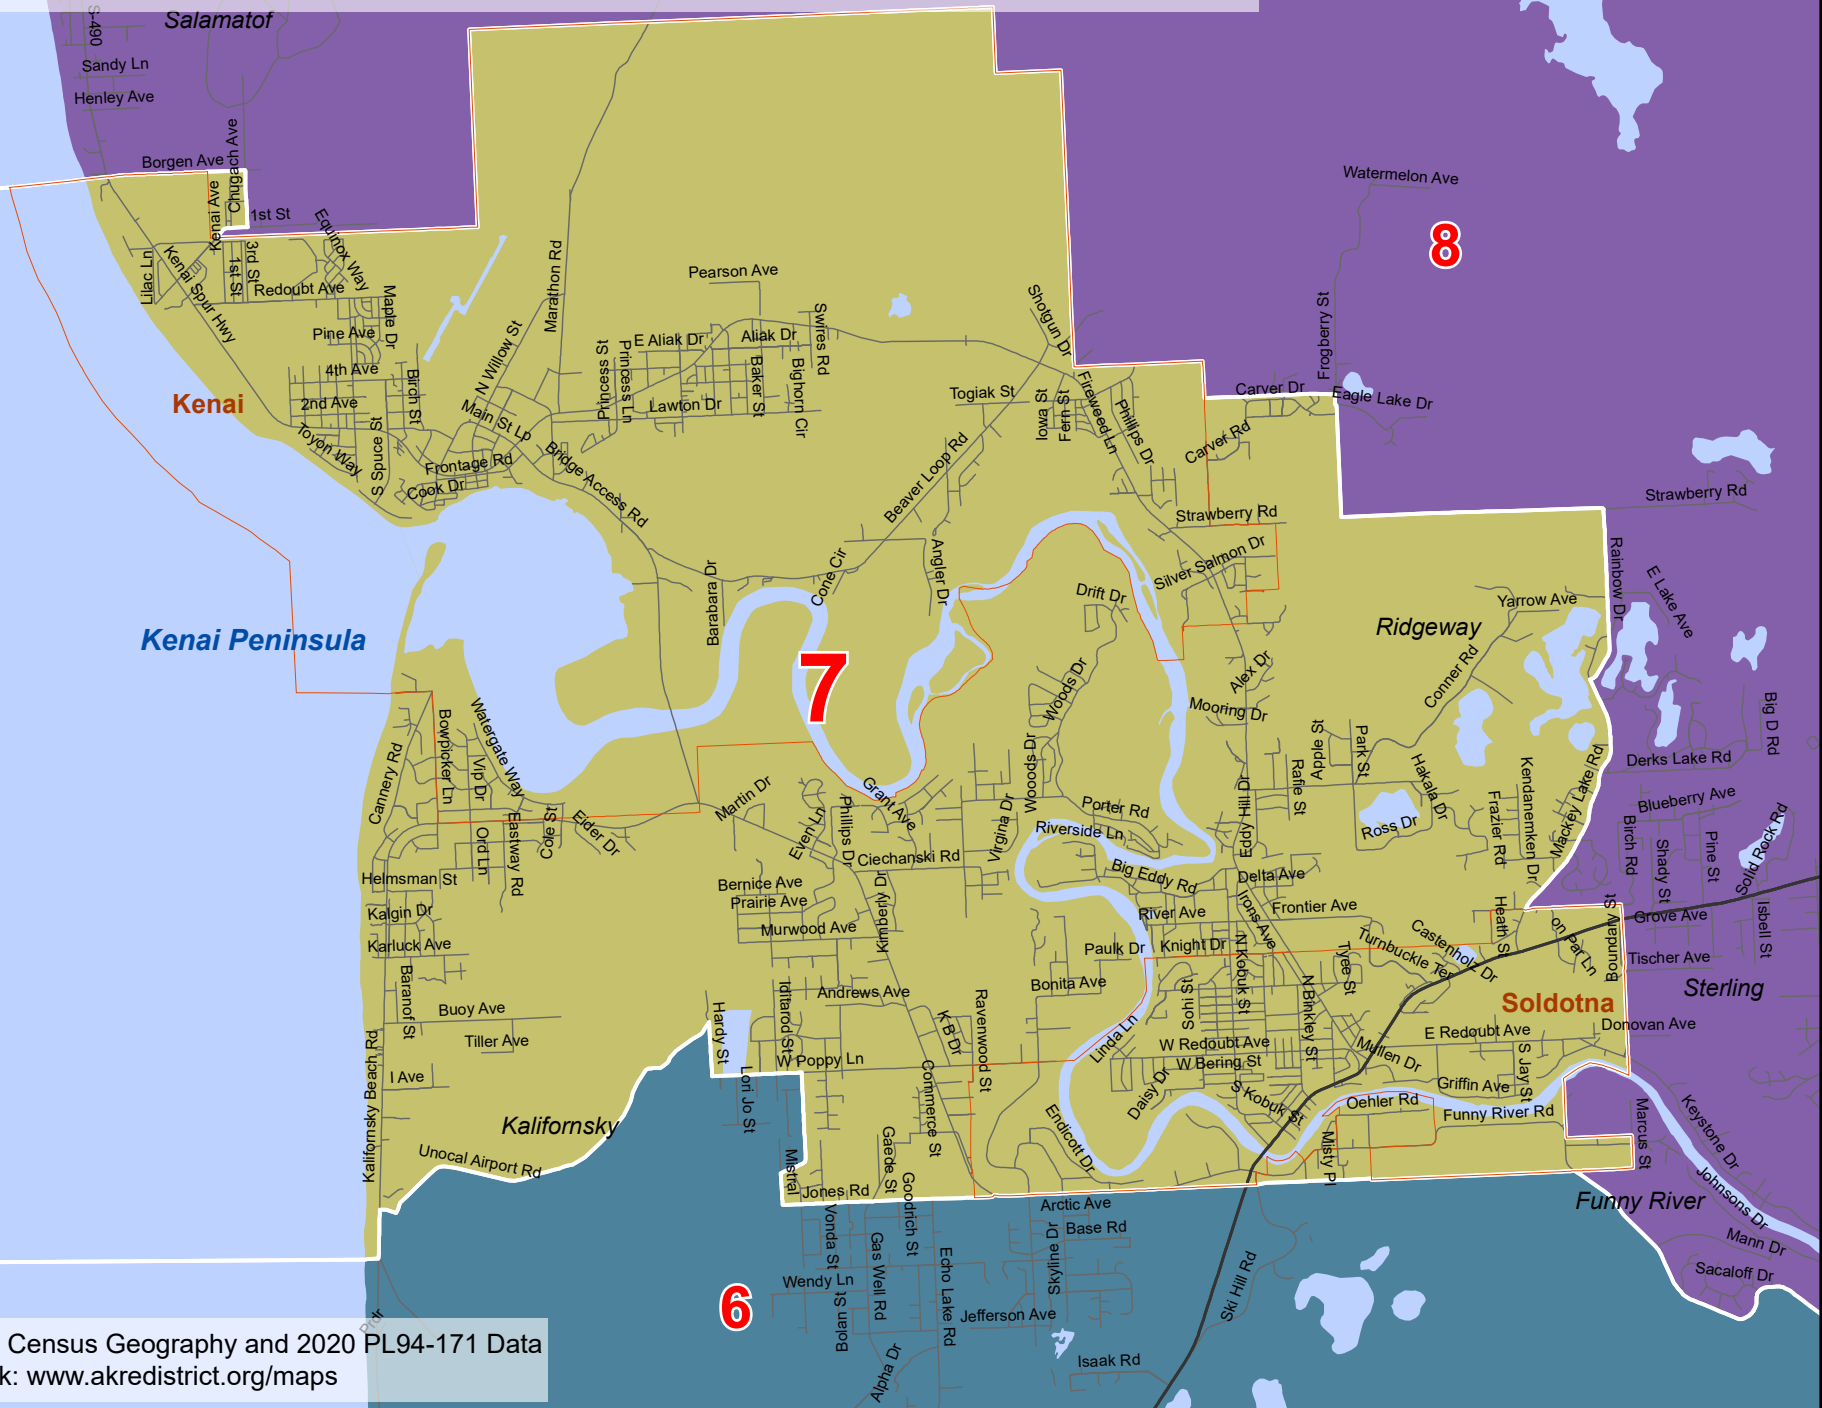 Salamatof
S-490
Sandy Ln
Henley Ave
Borgen Ave
Chugach Ave
Kenai Ave
1st St
Equinox Way
Watermelon Ave
8
Lilac Ln
Kenai Spur Hwy
1st St
3rd St
Redoubt Ave
Maple Dr
Pine Ave
4th Ave
2nd Ave
Birch St
Kenai
Toyon Way
S Spuce St
Frontage Rd
Cook Dr
Main St Lp
N Willow St
Marathon Rd
Bridge Access Rd
Pearson Ave
E Aliak Dr
Aliak Dr
Swires Rd
Princess St
Princess Ln
Lawton Dr
Baker St
Bighorn Cir
Shotgun Dr
Togiak St
Iowa St
Fern St
Fireweed Ln
Phillips Dr
Carver Dr
Carver Rd
Frogberry St
Eagle Lake Dr
Beaver Loop Rd
Strawberry Rd
Strawberry Rd
Silver Salmon Dr
Barabara Dr
Cone Cir
Angler Dr
Drift Dr
Yarrow Ave
Rainbow Dr
E Lake Ave
Ridgeway
Kenai Peninsula
7
Woods Dr
Alex Dr
Mooring Dr
Conner Rd
Big D Rd
Derks Lake Rd
Cannery Rd
Bowpicker Ln
Vip Dr
Watergate Way
Ord Ln
Eastway Rd
Cole St
Eider Dr
Martin Dr
Even Ln
Phillips Dr
Grant Ave
Ciechanski Rd
Virgina Dr
Wooods Dr
Porter Rd
Riverside Ln
Eddy Hill Dr
Rafie St
Apple St
Park St
Ross Dr
Hakala Dr
Frazier Rd
Kendanemken Dr
Mackey Lake Rd
Blueberry Ave
Birch Rd
Shady St
Pine St
Solid Rock Rd
Helmsman St
Kalgin Dr
Karluck Ave
Baranof St
Bernice Ave
Prairie Ave
Murwood Ave
Kimberly Dr
Big Eddy Rd
Delta Ave
River Ave
Irons Ave
Frontier Ave
Paulk Dr
Knight Dr
N Kobuk St
Tyee St
Turnbuckle Ter
Castenholz Dr
Heath St
on Par Ln
Boundary St
Grove Ave
Isbell St
Tischer Ave
Sterling
Buoy Ave
Tiller Ave
I Ave
Kalifornsky Beach Rd
Hardy St
Iditarod St
Andrews Ave
K B Dr
Ravenwood St
Bonita Ave
Sohi St
N Binkley St
Soldotna
Linda Ln
W Redoubt Ave
W Bering St
Mullen Dr
E Redoubt Ave
Donovan Ave
W Poppy Ln
Lori Jo St
Commerce St
Daisy Dr
S Kobuk St
Griffin Ave
S Jay St
Oehler Rd
Funny River Rd
Marcus St
Keystone Dr
Kalifornsky
Unocal Airport Rd
Mistral
Jones Rd
Gaede St
Goodrich St
Endicott Dr
Misty Pl
Funny River
Johnsons Dr
Mann Dr
Sacaloff Dr
Arctic Ave
Base Rd
Vonda St
Gas Well Rd
Echo Lake Rd
Skyline Dr
Wendy Ln
6
Bolan St
Jefferson Ave
Ski Hill Rd
Alpha Dr
Isaak Rd
Prdr
Census Geography and 2020 PL94-171 Data
k: www.akredistrict.org/maps